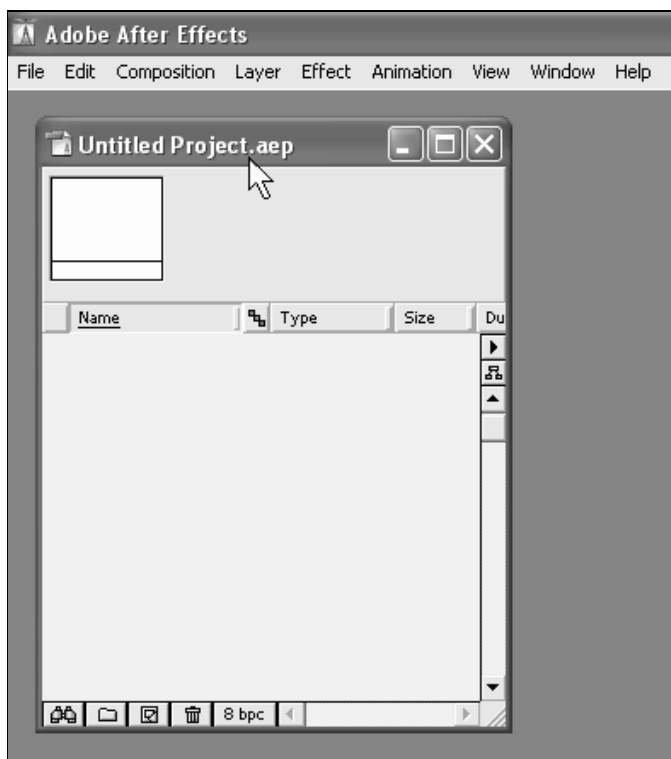 Adobe After Effects
File Edit Composition Layer Effect Animation View Window Help
Untitled Project.aep
Name Type Size Du
8 bpc